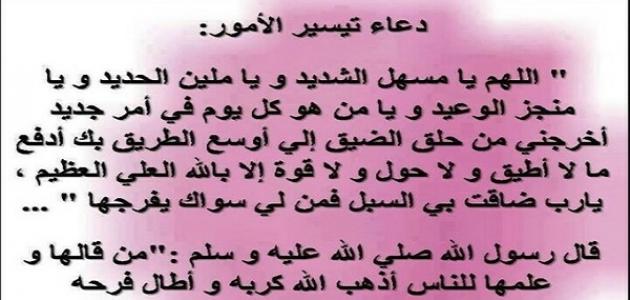 دعاء تيسير الأمور:
" اللهم يا مسهل الشديد و يا ملين الحديد و يا
منجز الوعيد و يا من هو كل يوم في أمر جديد
أخرجني من حلق الضيق إلي أوسع الطريق بك أدفع
ما لا أطيق و لا حول و لا قوة إلا بالله العلي العظيم ،
يارب ضاقت بي السبل فمن لي سواك يفرجها " ...
قال رسول الله صلي الله عليه و سلم :"من قالها و
علمها للناس أذهب الله كربه و أطال فرحه